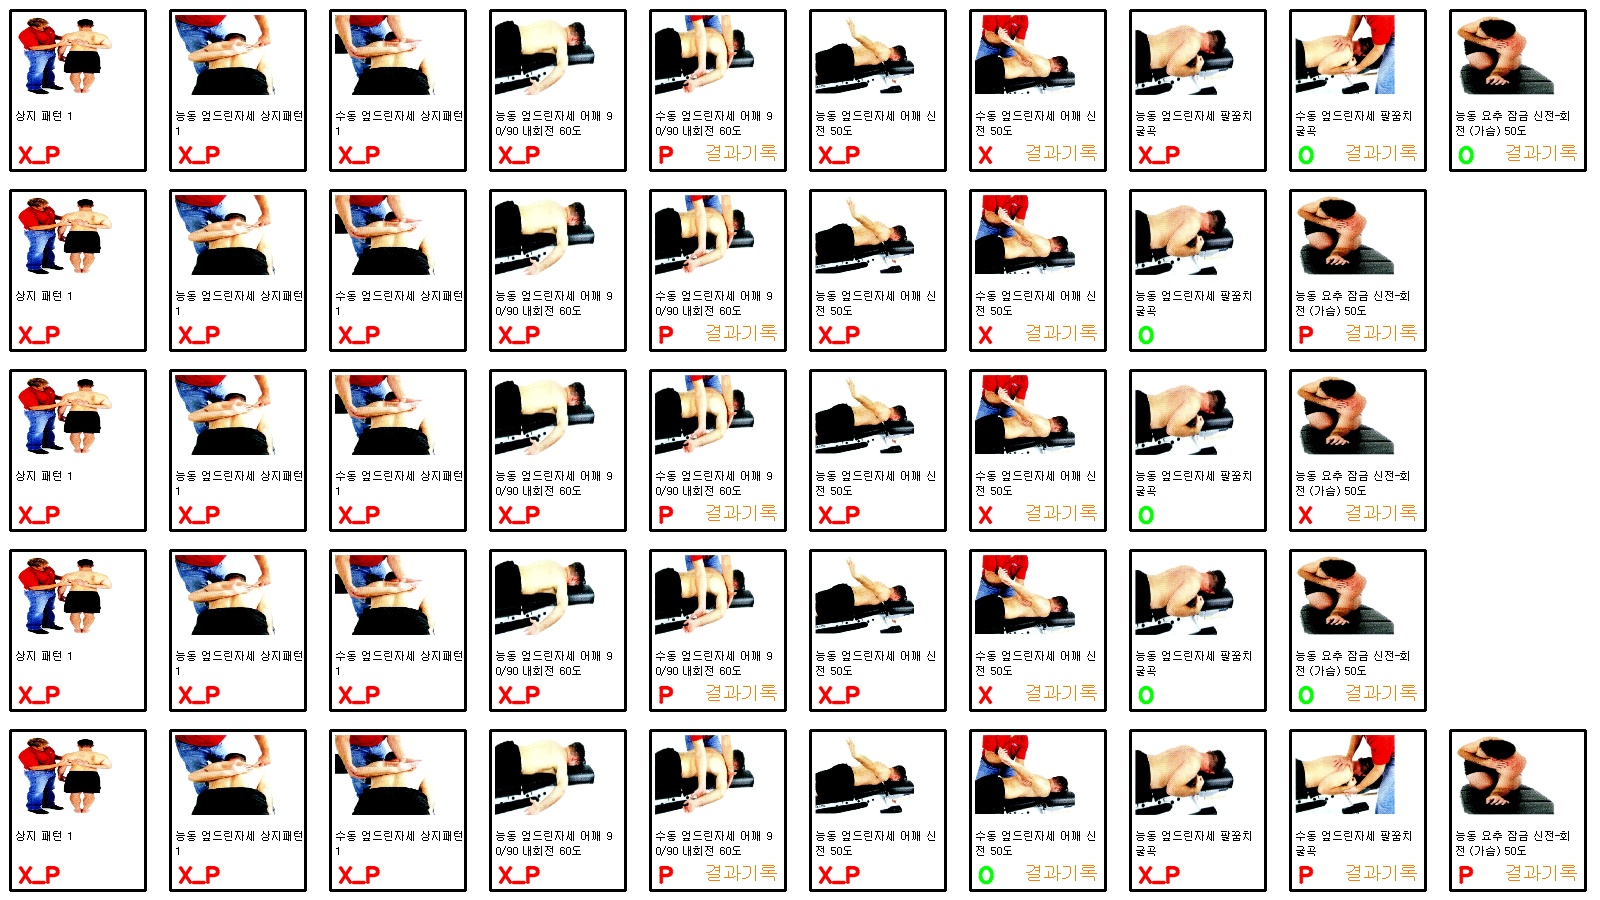 상지 패턴 1
X_P
능동 엎드린자세 상지패턴
1
X_P
수동 엎드린자세 상지패턴
1
X_P
능동 엎드린자세 어깨 9
0/90 내회전 60도
X_P
수동 엎드린자세 어깨 9
0/90 내회전 60도
P 결과기록
능동 엎드린자세 어깨 신
전 50도
X_P
수동 엎드린자세 어깨 신
전 50도
X 결과기록
능동 엎드린자세 팔꿈치
굴곡
X_P
수동 엎드린자세 팔꿈치
굴곡
O 결과기록
능동 요추 잠금 신전-회
전 (가슴) 50도
O 결과기록
상지 패턴 1
X_P
능동 엎드린자세 상지패턴
1
X_P
수동 엎드린자세 상지패턴
1
X_P
능동 엎드린자세 어깨 9
0/90 내회전 60도
X_P
수동 엎드린자세 어깨 9
0/90 내회전 60도
P 결과기록
능동 엎드린자세 어깨 신
전 50도
X_P
수동 엎드린자세 어깨 신
전 50도
X 결과기록
능동 엎드린자세 팔꿈치
굴곡
O
능동 요추 잠금 신전-회
전 (가슴) 50도
P 결과기록
상지 패턴 1
X_P
능동 엎드린자세 상지패턴
1
X_P
수동 엎드린자세 상지패턴
1
X_P
능동 엎드린자세 어깨 9
0/90 내회전 60도
X_P
수동 엎드린자세 어깨 9
0/90 내회전 60도
P 결과기록
능동 엎드린자세 어깨 신
전 50도
X_P
수동 엎드린자세 어깨 신
전 50도
X 결과기록
능동 엎드린자세 팔꿈치
굴곡
O
능동 요추 잠금 신전-회
전 (가슴) 50도
X 결과기록
상지 패턴 1
X_P
능동 엎드린자세 상지패턴
1
X_P
수동 엎드린자세 상지패턴
1
X_P
능동 엎드린자세 어깨 9
0/90 내회전 60도
X_P
수동 엎드린자세 어깨 9
0/90 내회전 60도
P 결과기록
능동 엎드린자세 어깨 신
전 50도
X_P
수동 엎드린자세 어깨 신
전 50도
X 결과기록
능동 엎드린자세 팔꿈치
굴곡
O
능동 요추 잠금 신전-회
전 (가슴) 50도
O 결과기록
상지 패턴 1
X_P
능동 엎드린자세 상지패턴
1
X_P
수동 엎드린자세 상지패턴
1
X_P
능동 엎드린자세 어깨 9
0/90 내회전 60도
X_P
수동 엎드린자세 어깨 9
0/90 내회전 60도
P 결과기록
능동 엎드린자세 어깨 신
전 50도
X_P
수동 엎드린자세 어깨 신
전 50도
O 결과기록
능동 엎드린자세 팔꿈치
굴곡
X_P
수동 엎드린자세 팔꿈치
굴곡
P 결과기록
능동 요추 잠금 신전-회
전 (가슴) 50도
P 결과기록